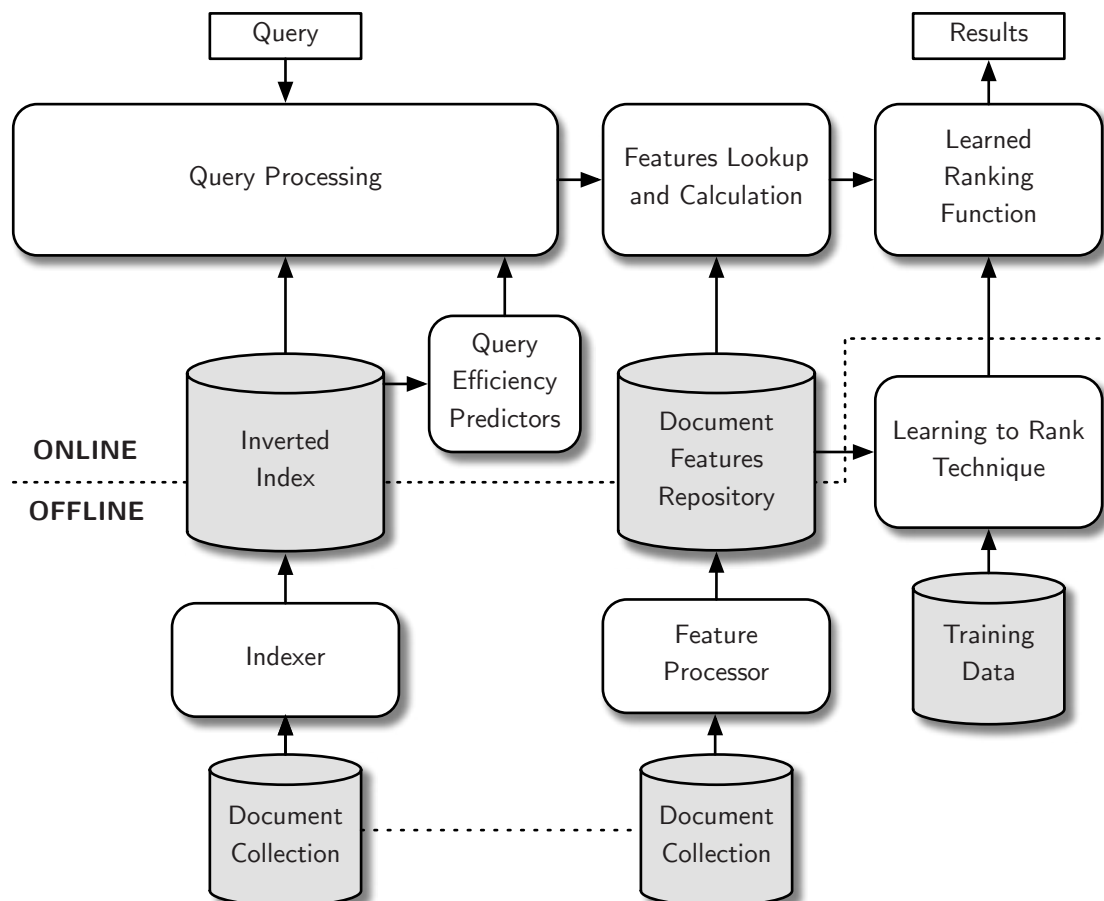 Query
Results
Query Processing
Features Lookup
and Calculation
Learned
Ranking
Function
Query
Efficiency
Predictors
Inverted
Index
Document
Features
Repository
Learning to Rank
Technique
ONLINE
OFFLINE
Indexer
Feature
Processor
Training
Data
Document
Collection
Document
Collection